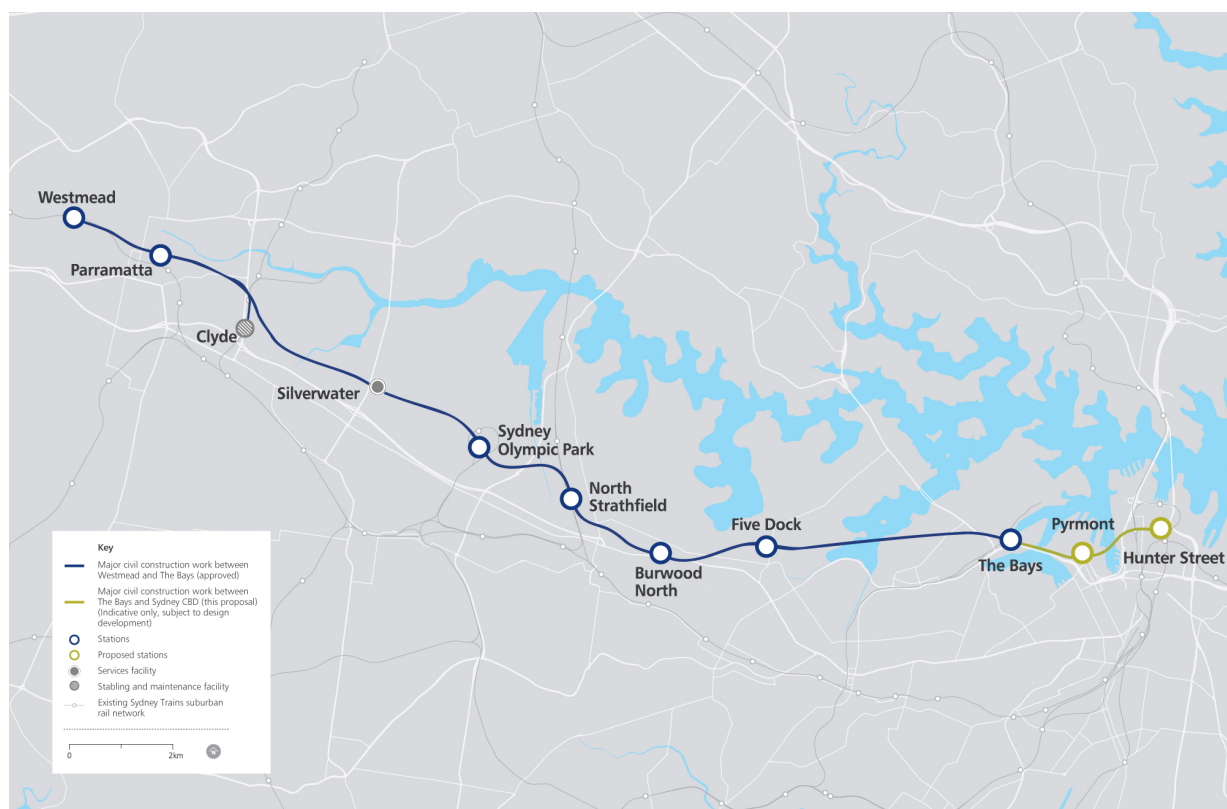 Westmead
Parramatta
Clyde
Silverwater
Sydney
Olympic Park
North
Strathfield
Five Dock
Burwood
North
Pyrmont
The Bays
Hunter Street
Key
Major civil construction work between
Westmead and The Bays (approved)
Major civil construction work between
The Bays and Sydney CBD (this proposal)
(Indicative only, subject to design
development)
Stations
Proposed stations
Services facility
Stabling and maintenance facility
Existing Sydney Trains suburban
rail network
0
2km
N